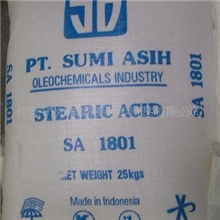 PT. SUMI ASIH
OLEOCHEMICALS INDUSTRY
STEARIC ACID
SA 1801
NET WEIGHT 25kgs
Made in Indonesia
SA 1801
SA 1801